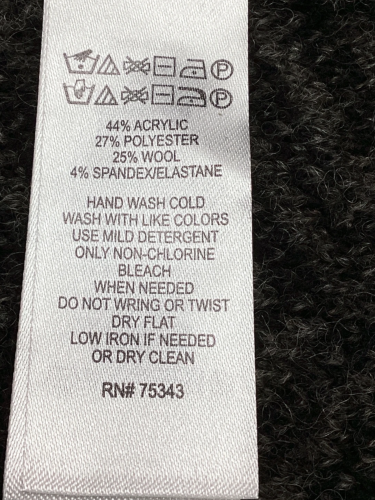 44% ACRYLIC
27% POLYESTER
25% WOOL
4% SPANDEX/ELASTANE
HAND WASH COLD
WASH WITH LIKE COLORS
USE MILD DETERGENT
ONLY NON-CHLORINE
BLEACH
WHEN NEEDED
DO NOT WRING OR TWIST
DRY FLAT
LOW IRON IF NEEDED
OR DRY CLEAN
RN# 75343